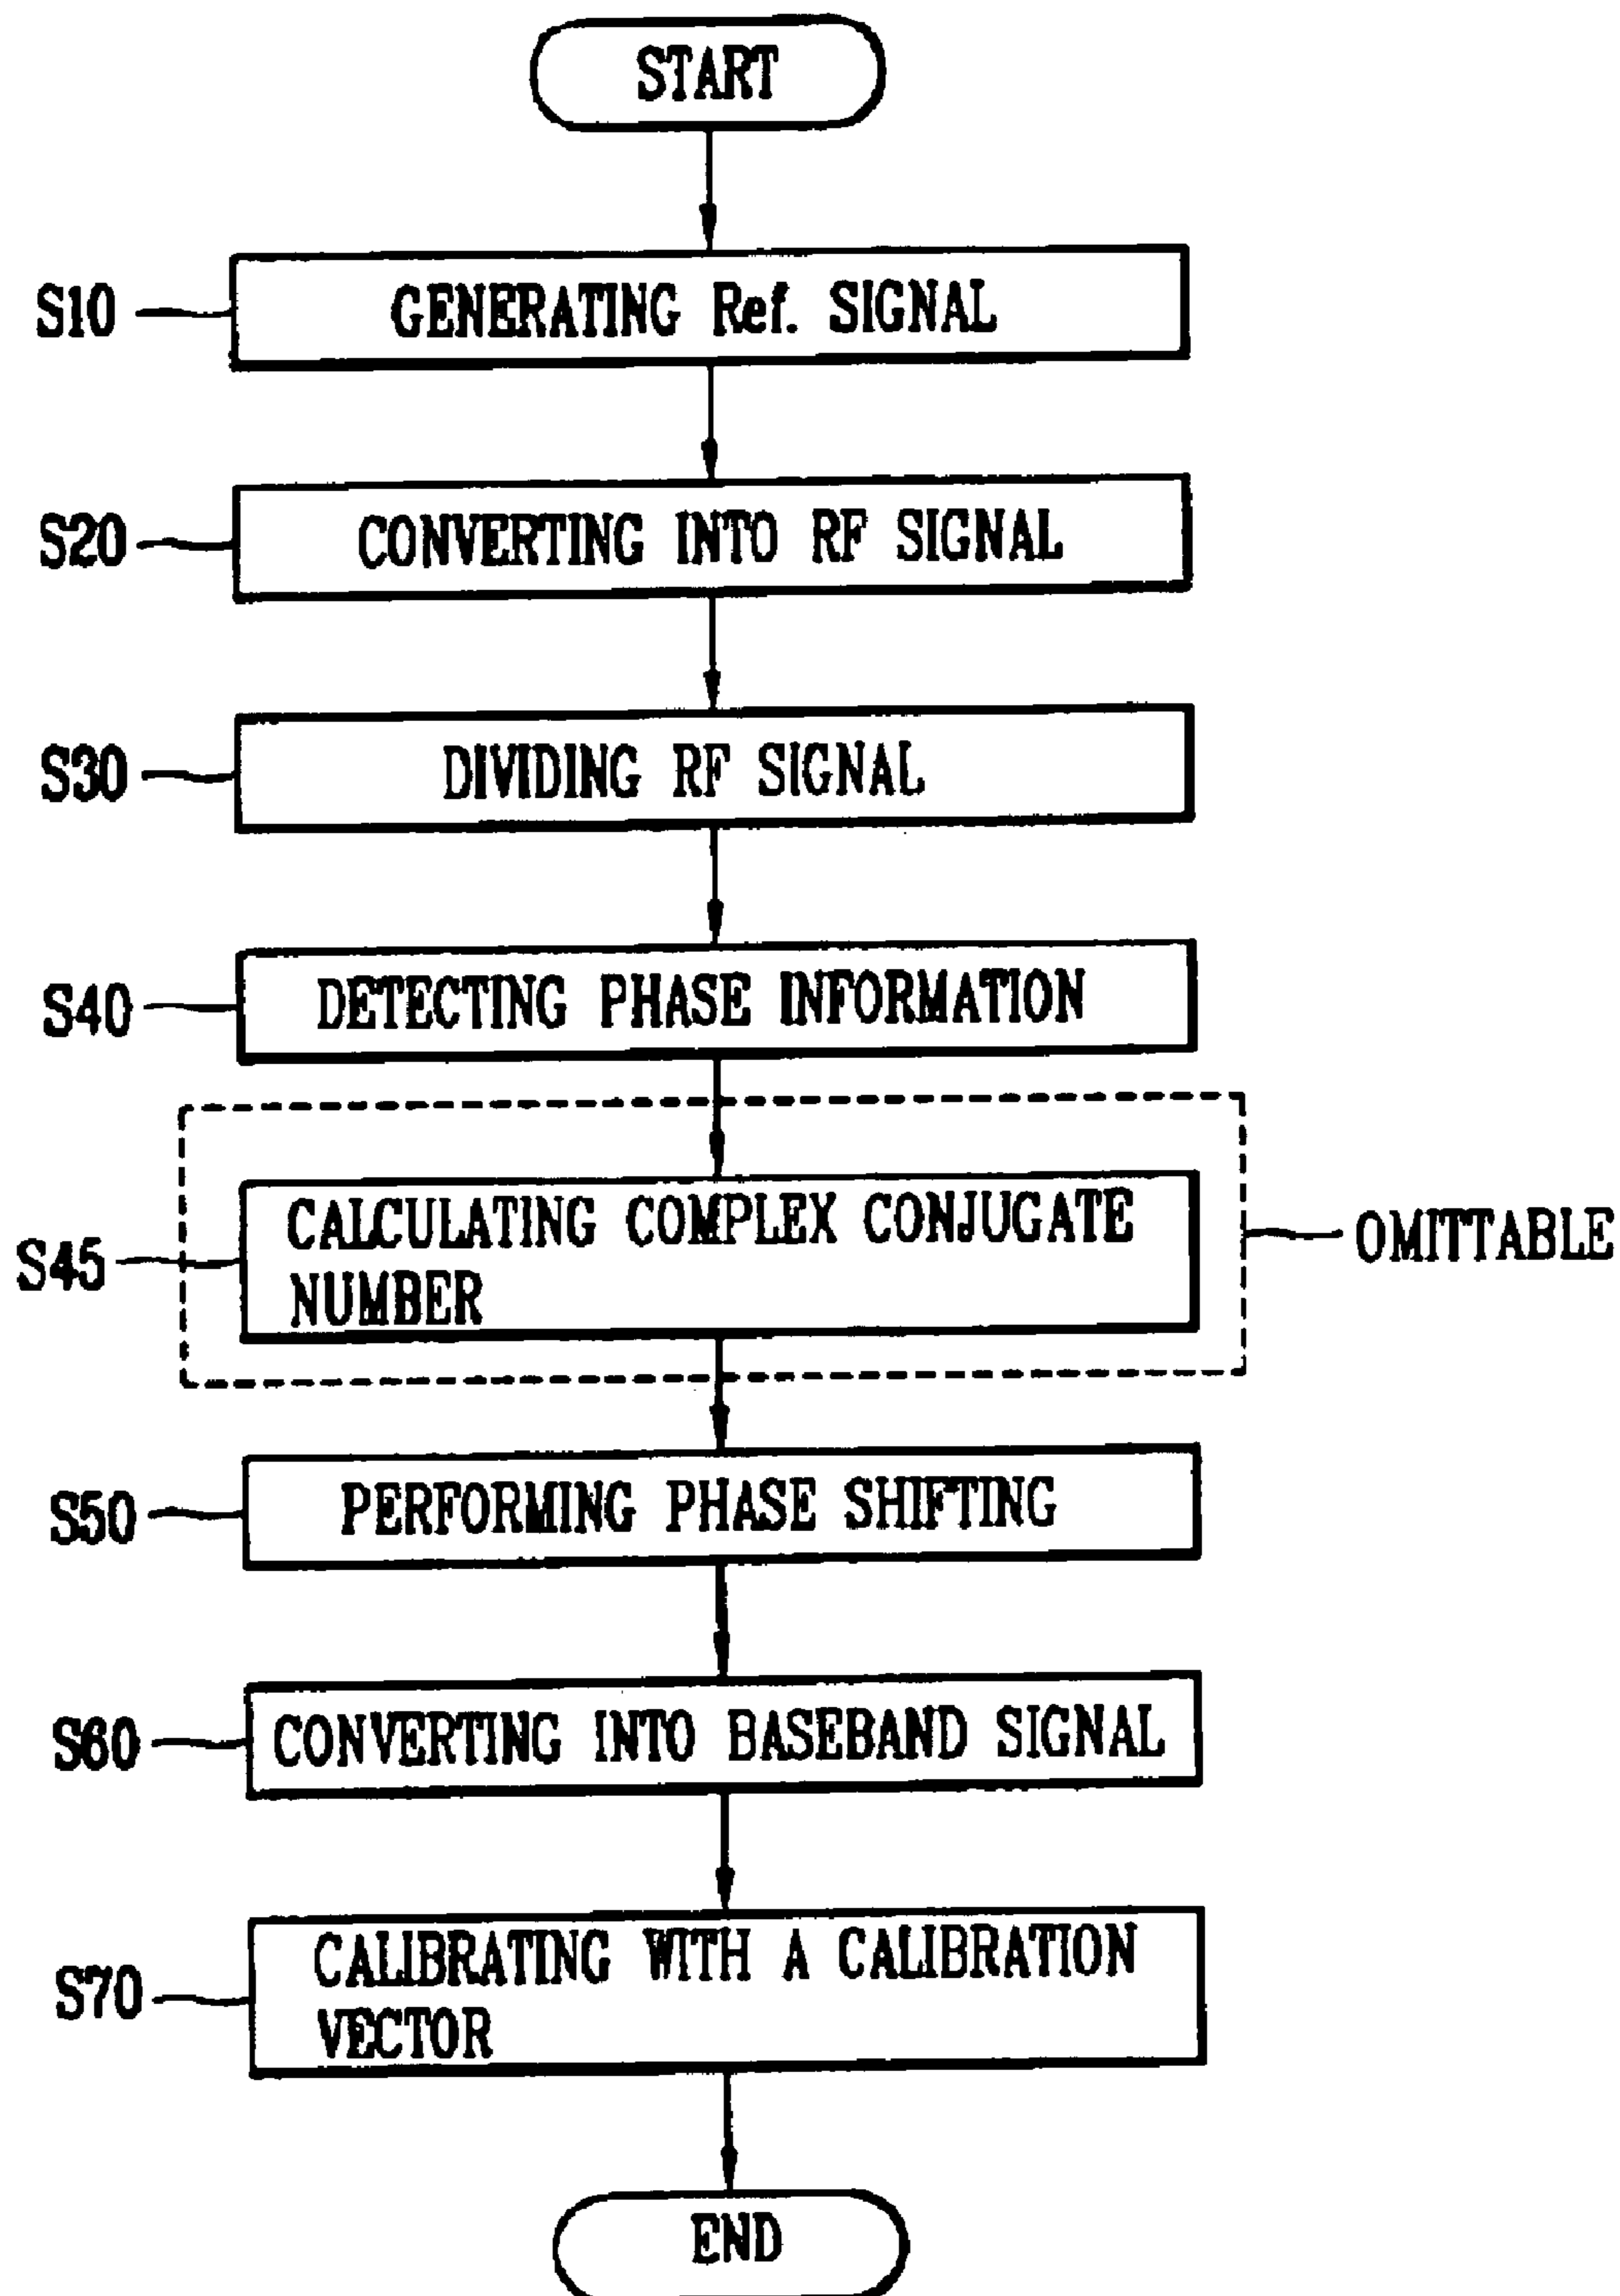 START
S10
GENERATING Ref. SIGNAL
S20
CONVERTING INTO RF SIGNAL
S30
DIVIDING RF SIGNAL
S40
DETECTING PHASE INFORMATION
S45
CALCULATING COMPLEX CONJUGATE
NUMBER
OMITTABLE
S50
PERFORMING PHASE SHIFTING
S60
CONVERTING INTO BASEBAND SIGNAL
S70
CALIBRATING WITH A CALIBRATION
VECTOR
END